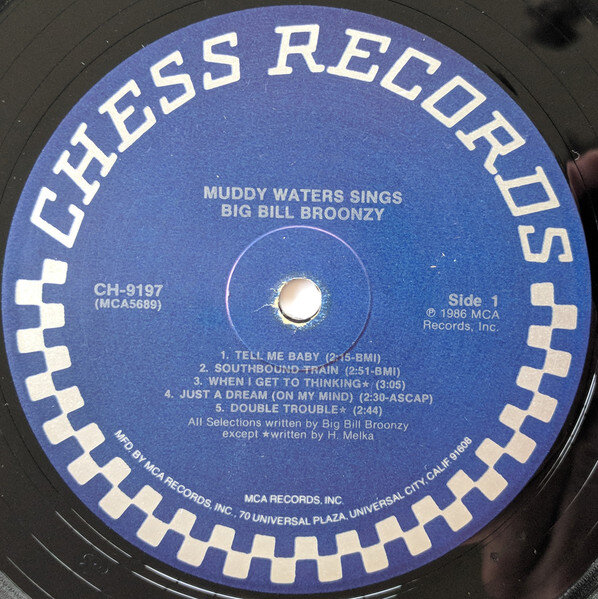 CHESS RECORDS
MUDDY WATERS SINGS
BIG BILL BROONZY
CH-9197
(MCA5689)
Side 1
℗ 1986 MCA
Records, Inc.
1. TELL ME BABY (2:15-BMI)
2. SOUTHBOUND TRAIN (2:51-BMI)
3. WHEN I GET TO THINKING★ (3:05)
4. JUST A DREAM (ON MY MIND) (2:30-ASCAP)
5. DOUBLE TROUBLE★ (2:44)
All Selections written by Big Bill Broonzy
except ★written by H. Melka
MCA RECORDS, INC.
MFD. BY MCA RECORDS, INC., 70 UNIVERSAL PLAZA, UNIVERSAL CITY, CALIF. 91608